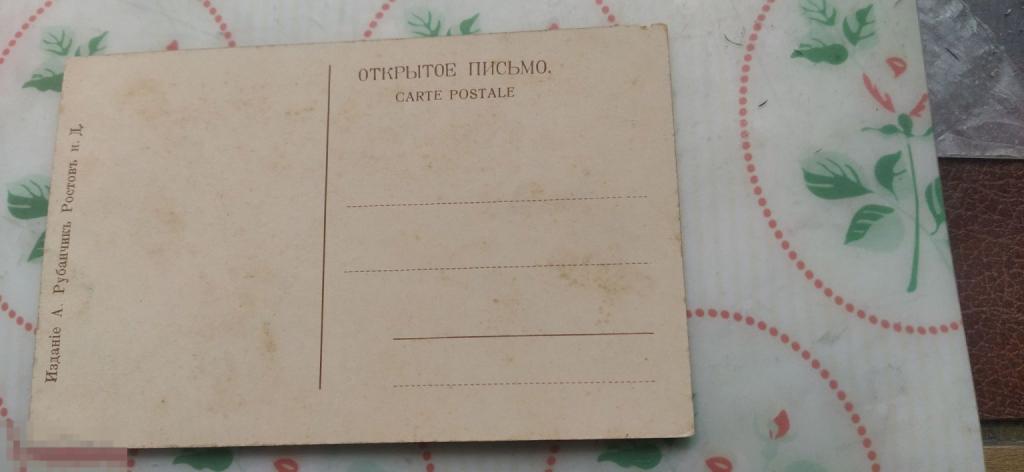 ОТКРЫТОЕ ПИСЬМО.
CARTE POSTALE
Изданіе А. Рубанчикъ Ростовъ н. Д.